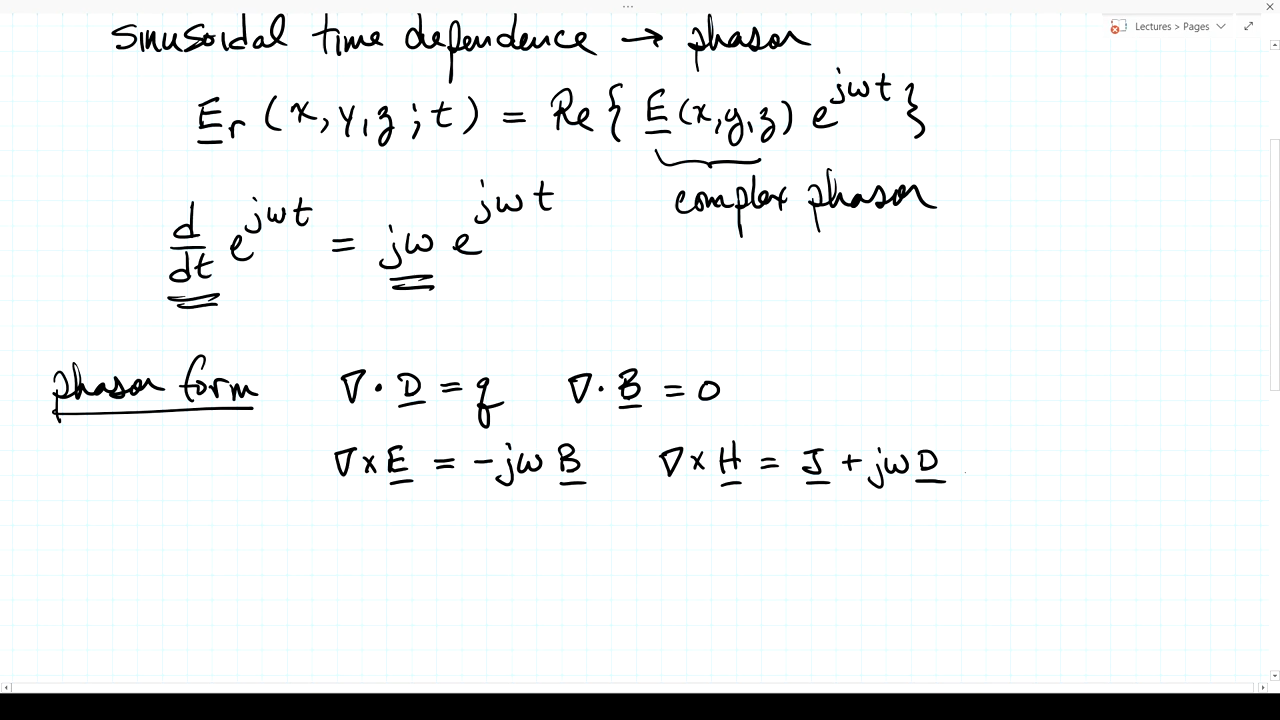 Lectures > Pages
sinusoidal time dependence → phasor
E̲r (x, y, z ; t) = Re { E̲ (x, y, z) e^jωt }
complex phasor
d/dt e^jωt = jω e^jωt
phasor form ∇ · D̲ = q ∇ · B̲ = 0
∇ × E̲ = -jω B̲ ∇ × H̲ = J̲ + jω D̲